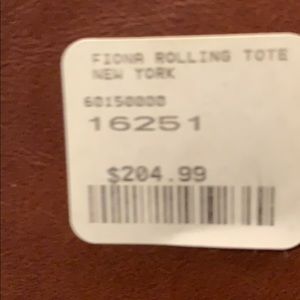 FIONA ROLLING TOTE
NEW YORK
60150000
16251
$204.99